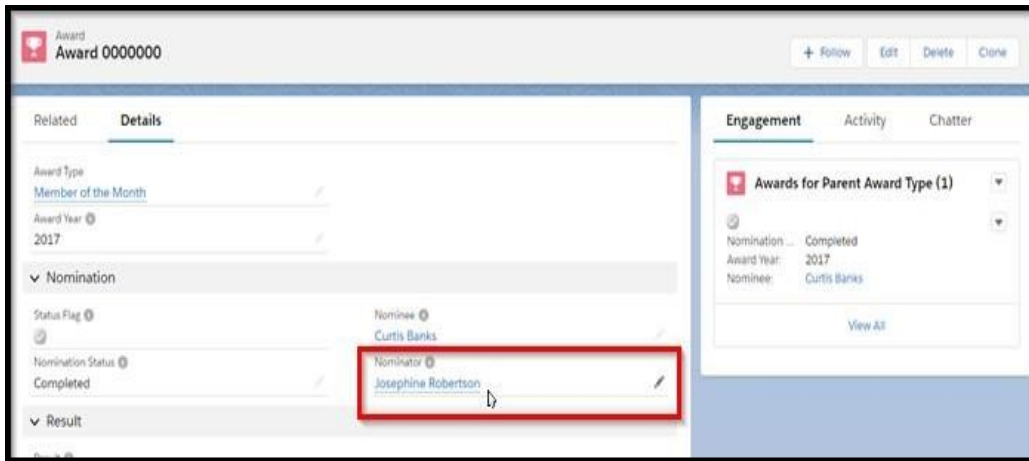 Award
Award 0000000
+ Follow
Edit
Delete
Clone
Related
Details
Award Type
Member of the Month
Award Year
2017
Nomination
Status Flag
Nominee
Curtis Banks
Nomination Status
Completed
Nominator
Josephine Robertson
Result
Engagement
Activity
Chatter
Awards for Parent Award Type (1)
Nomination ... Completed
Award Year: 2017
Nominee: Curtis Banks
View All